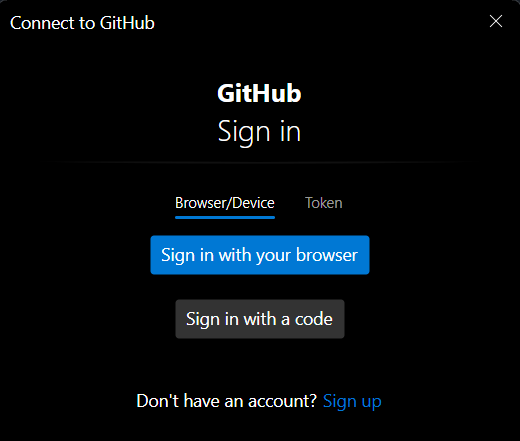 Connect to GitHub
GitHub
Sign in
Browser/Device Token
Sign in with your browser
Sign in with a code
Don't have an account? Sign up